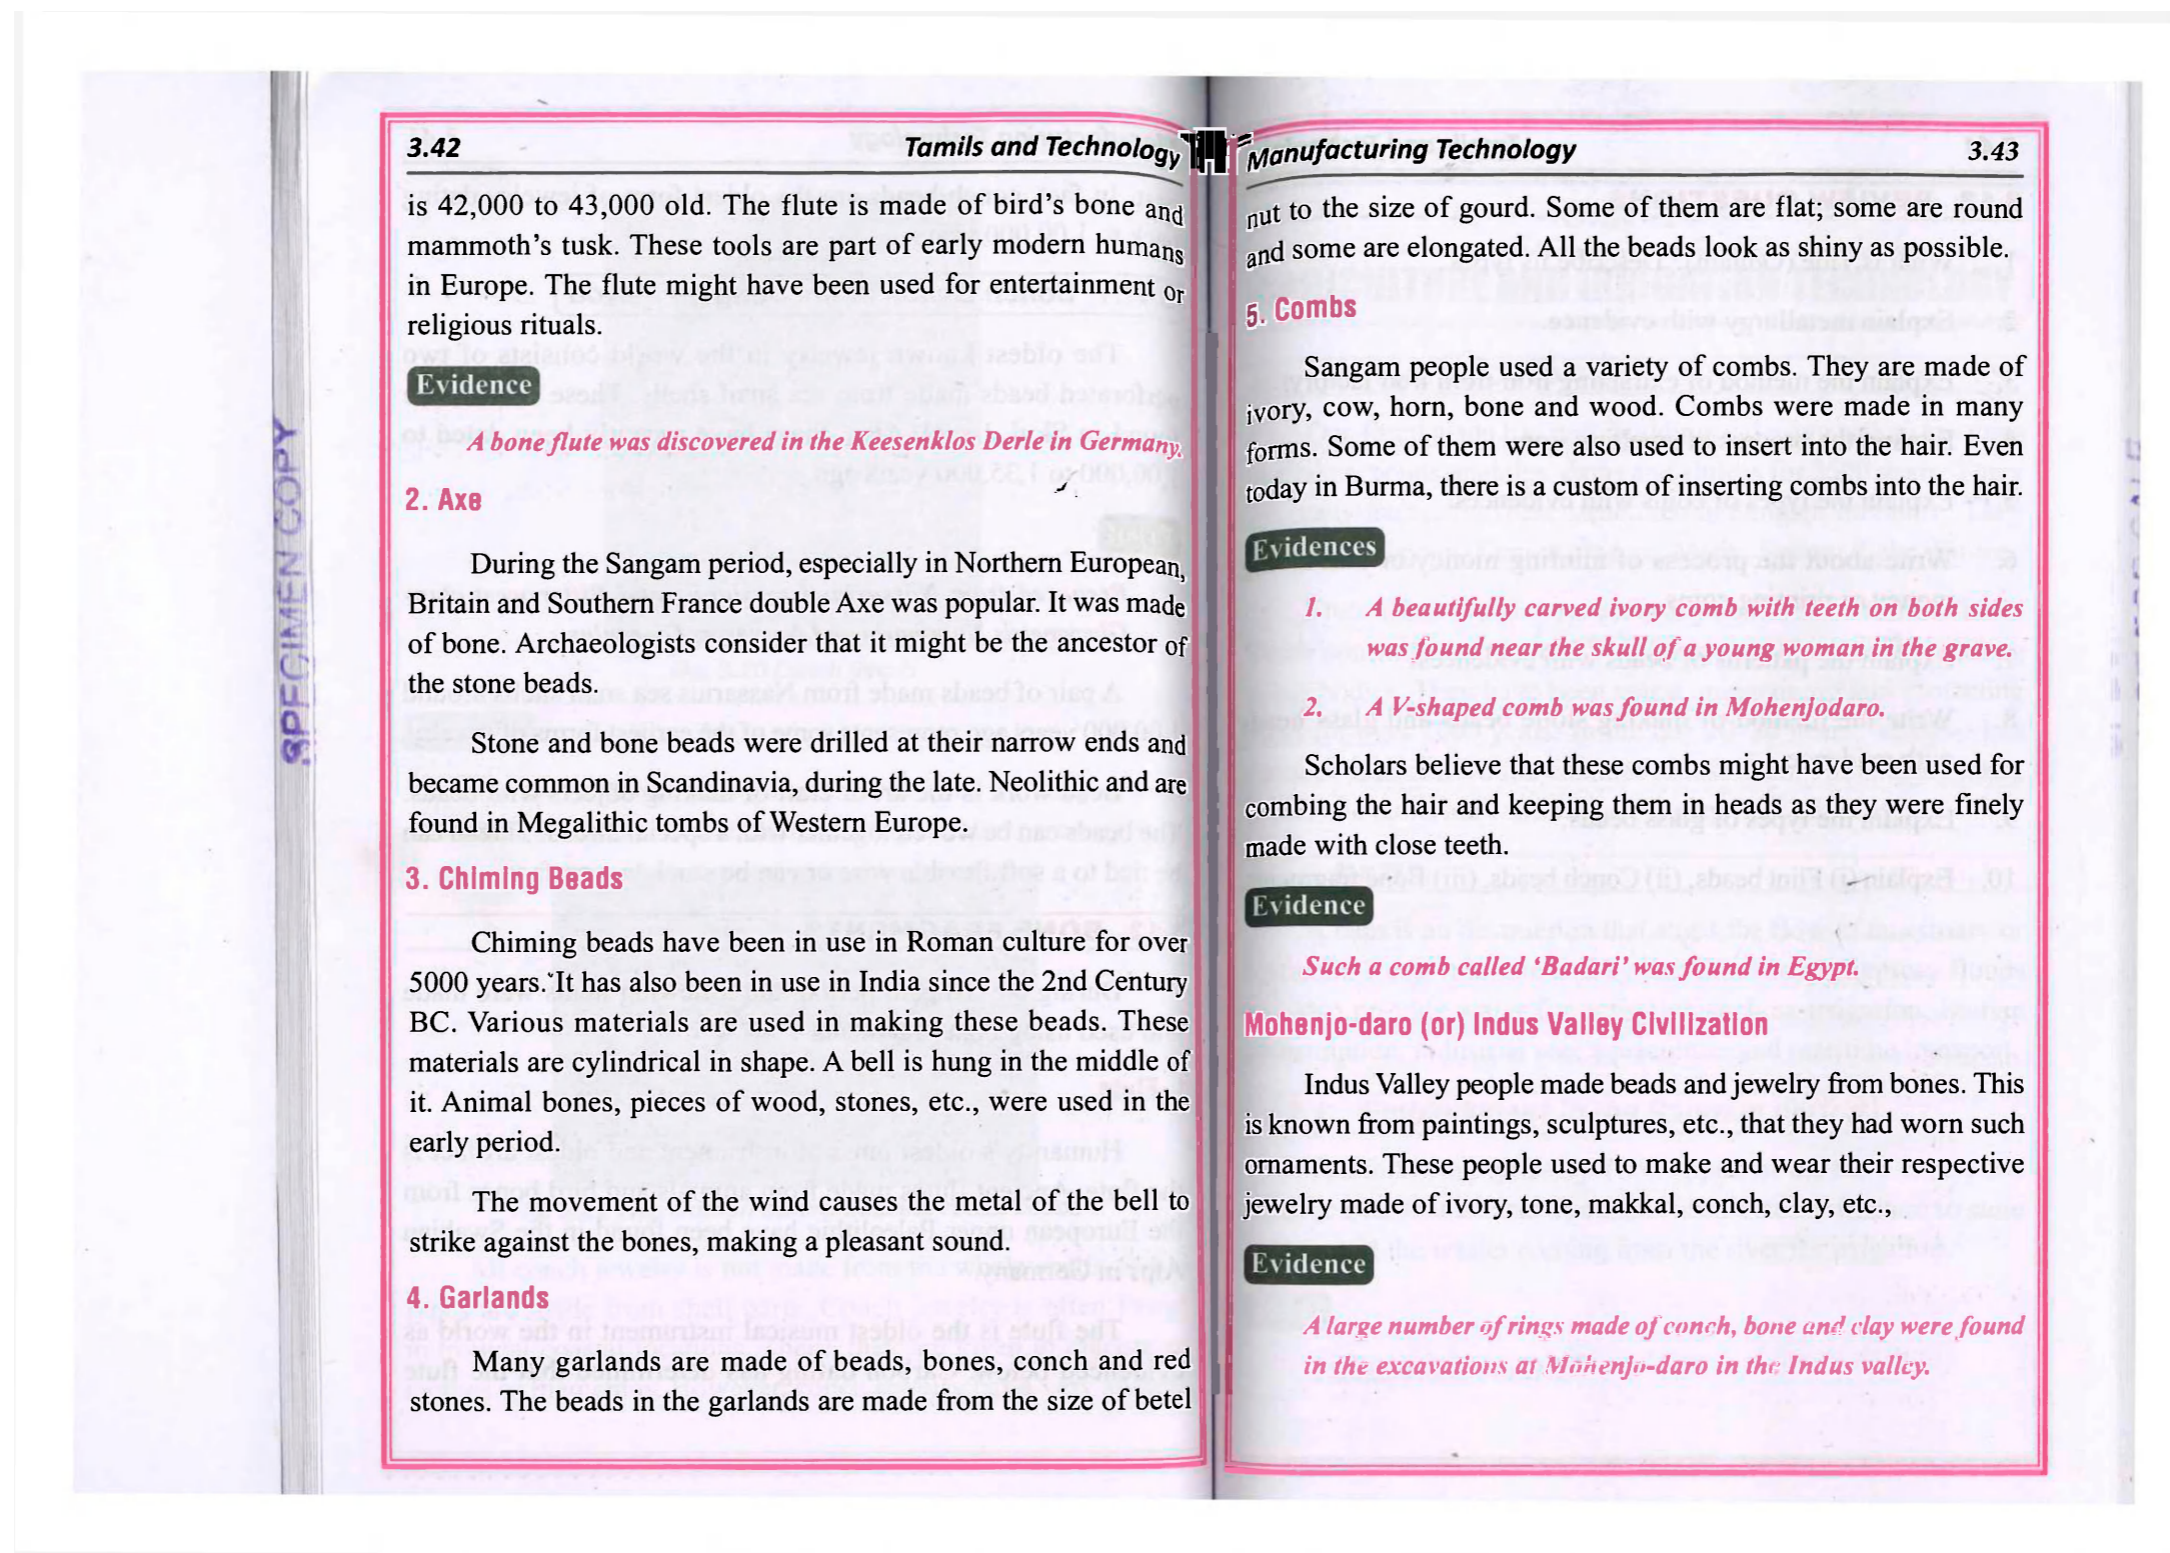 SPECIMEN COPY
3.42 Tamils and Technology
is 42,000 to 43,000 old. The flute is made of bird's bone and
mammoth's tusk. These tools are part of early modern humans
in Europe. The flute might have been used for entertainment or
religious rituals.
Evidence
A bone flute was discovered in the Keesenklos Derle in Germany.
2. Axe
During the Sangam period, especially in Northern European,
Britain and Southern France double Axe was popular. It was made
of bone. Archaeologists consider that it might be the ancestor of
the stone beads.
Stone and bone beads were drilled at their narrow ends and
became common in Scandinavia, during the late. Neolithic and are
found in Megalithic tombs of Western Europe.
3. Chiming Beads
Chiming beads have been in use in Roman culture for over
5000 years. It has also been in use in India since the 2nd Century
BC. Various materials are used in making these beads. These
materials are cylindrical in shape. A bell is hung in the middle of
it. Animal bones, pieces of wood, stones, etc., were used in the
early period.
The movement of the wind causes the metal of the bell to
strike against the bones, making a pleasant sound.
4. Garlands
Many garlands are made of beads, bones, conch and red
stones. The beads in the garlands are made from the size of betel
Manufacturing Technology 3.43
nut to the size of gourd. Some of them are flat; some are round
and some are elongated. All the beads look as shiny as possible.
5. Combs
Sangam people used a variety of combs. They are made of
ivory, cow, horn, bone and wood. Combs were made in many
forms. Some of them were also used to insert into the hair. Even
today in Burma, there is a custom of inserting combs into the hair.
Evidences
1. A beautifully carved ivory comb with teeth on both sides
was found near the skull of a young woman in the grave.
2. A V-shaped comb was found in Mohenjodaro.
Scholars believe that these combs might have been used for
combing the hair and keeping them in heads as they were finely
made with close teeth.
Evidence
Such a comb called 'Badari' was found in Egypt.
Mohenjo-daro (or) Indus Valley Civilization
Indus Valley people made beads and jewelry from bones. This
is known from paintings, sculptures, etc., that they had worn such
ornaments. These people used to make and wear their respective
jewelry made of ivory, tone, makkal, conch, clay, etc.,
Evidence
A large number of rings made of conch, bone and clay were found
in the excavations at Mohenjo-daro in the Indus valley.